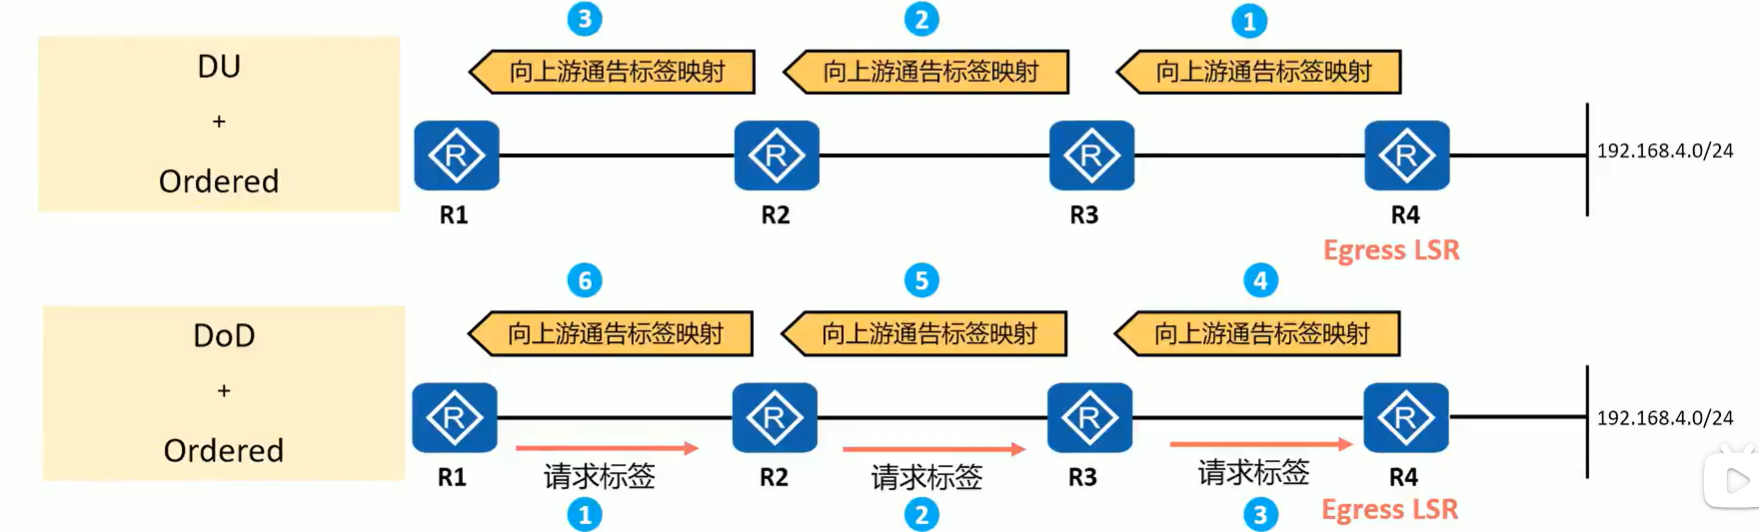 3
2
1
DU
+
Ordered
向上游通告标签映射
向上游通告标签映射
向上游通告标签映射
R
R
R
R
192.168.4.0/24
R1
R2
R3
R4
Egress LSR
6
5
4
DoD
+
Ordered
向上游通告标签映射
向上游通告标签映射
向上游通告标签映射
R
R
R
R
192.168.4.0/24
R1
请求标签
R2
请求标签
R3
请求标签
R4
1
2
3
Egress LSR